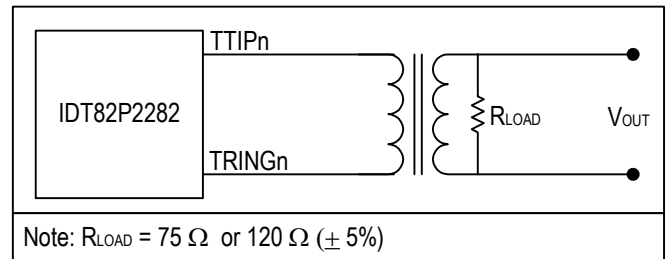 TTIPn
IDT82P2282
RLOAD
VOUT
TRINGn
Note: RLOAD = 75 Ω or 120 Ω (± 5%)